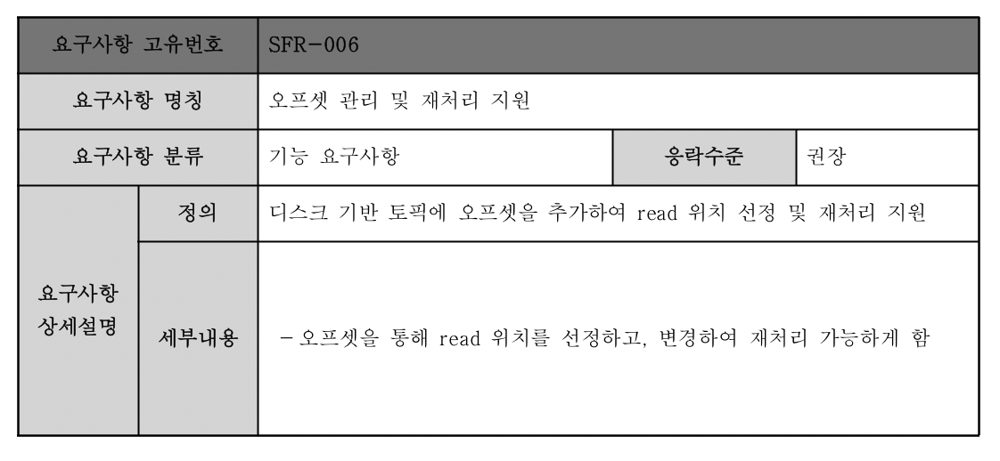 요구사항 고유번호 SFR-006
요구사항 명칭 오프셋 관리 및 재처리 지원
요구사항 분류 기능 요구사항 응락수준 권장
요구사항 상세설명
정의 디스크 기반 토픽에 오프셋을 추가하여 read 위치 선정 및 재처리 지원
세부내용 - 오프셋을 통해 read 위치를 선정하고, 변경하여 재처리 가능하게 함